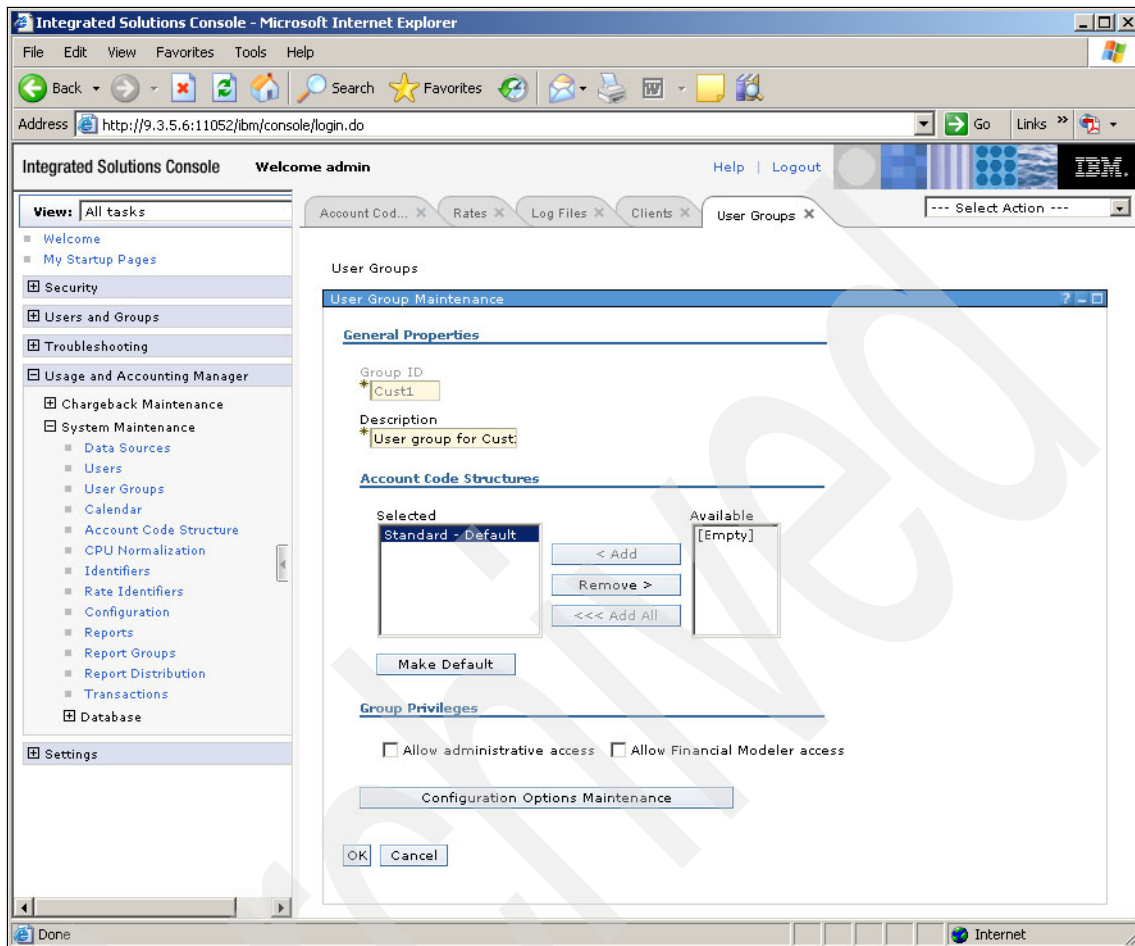 Integrated Solutions Console - Microsoft Internet Explorer
File Edit View Favorites Tools Help
Back Search Favorites
Address http://9.3.5.6:11052/ibm/console/login.do Go Links »
Integrated Solutions Console Welcome admin Help | Logout IBM.
View: All tasks
Account Cod... Rates Log Files Clients User Groups --- Select Action ---
Welcome
My Startup Pages
Security
Users and Groups
Troubleshooting
Usage and Accounting Manager
Chargeback Maintenance
System Maintenance
Data Sources
Users
User Groups
Calendar
Account Code Structure
CPU Normalization
Identifiers
Rate Identifiers
Configuration
Reports
Report Groups
Report Distribution
Transactions
Database
Settings
User Groups
User Group Maintenance
General Properties
Group ID
* Cust1
Description
* User group for Cust1
Account Code Structures
Selected Available
Standard - Default [Empty]
< Add
Remove >
<<< Add All
Make Default
Group Privileges
Allow administrative access Allow Financial Modeler access
Configuration Options Maintenance
OK Cancel
Done Internet
Archived